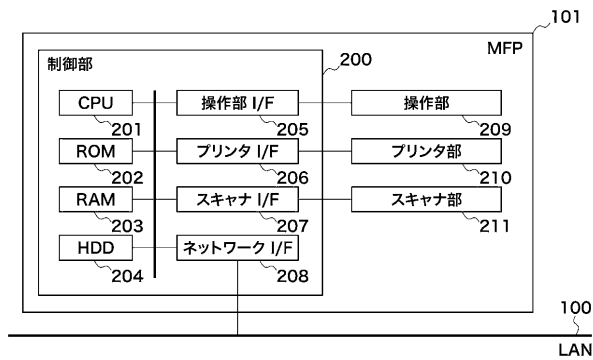 101
MFP
制御部
200
CPU
操作部 I/F
操作部
201
205
209
ROM
プリンタ I/F
プリンタ部
202
206
210
RAM
スキャナ I/F
スキャナ部
203
207
211
HDD
ネットワーク I/F
204
208
100
LAN